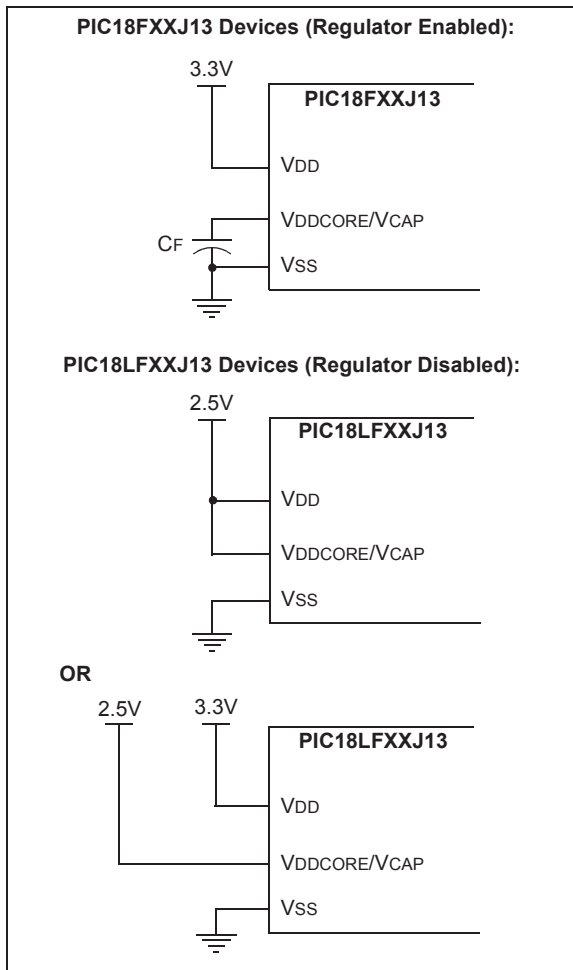 PIC18FXXJ13 Devices (Regulator Enabled):
3.3V
PIC18FXXJ13
VDD
VDDCORE/VCAP
CF
VSS
PIC18LFXXJ13 Devices (Regulator Disabled):
2.5V
PIC18LFXXJ13
VDD
VDDCORE/VCAP
VSS
OR
2.5V 3.3V
PIC18LFXXJ13
VDD
VDDCORE/VCAP
VSS